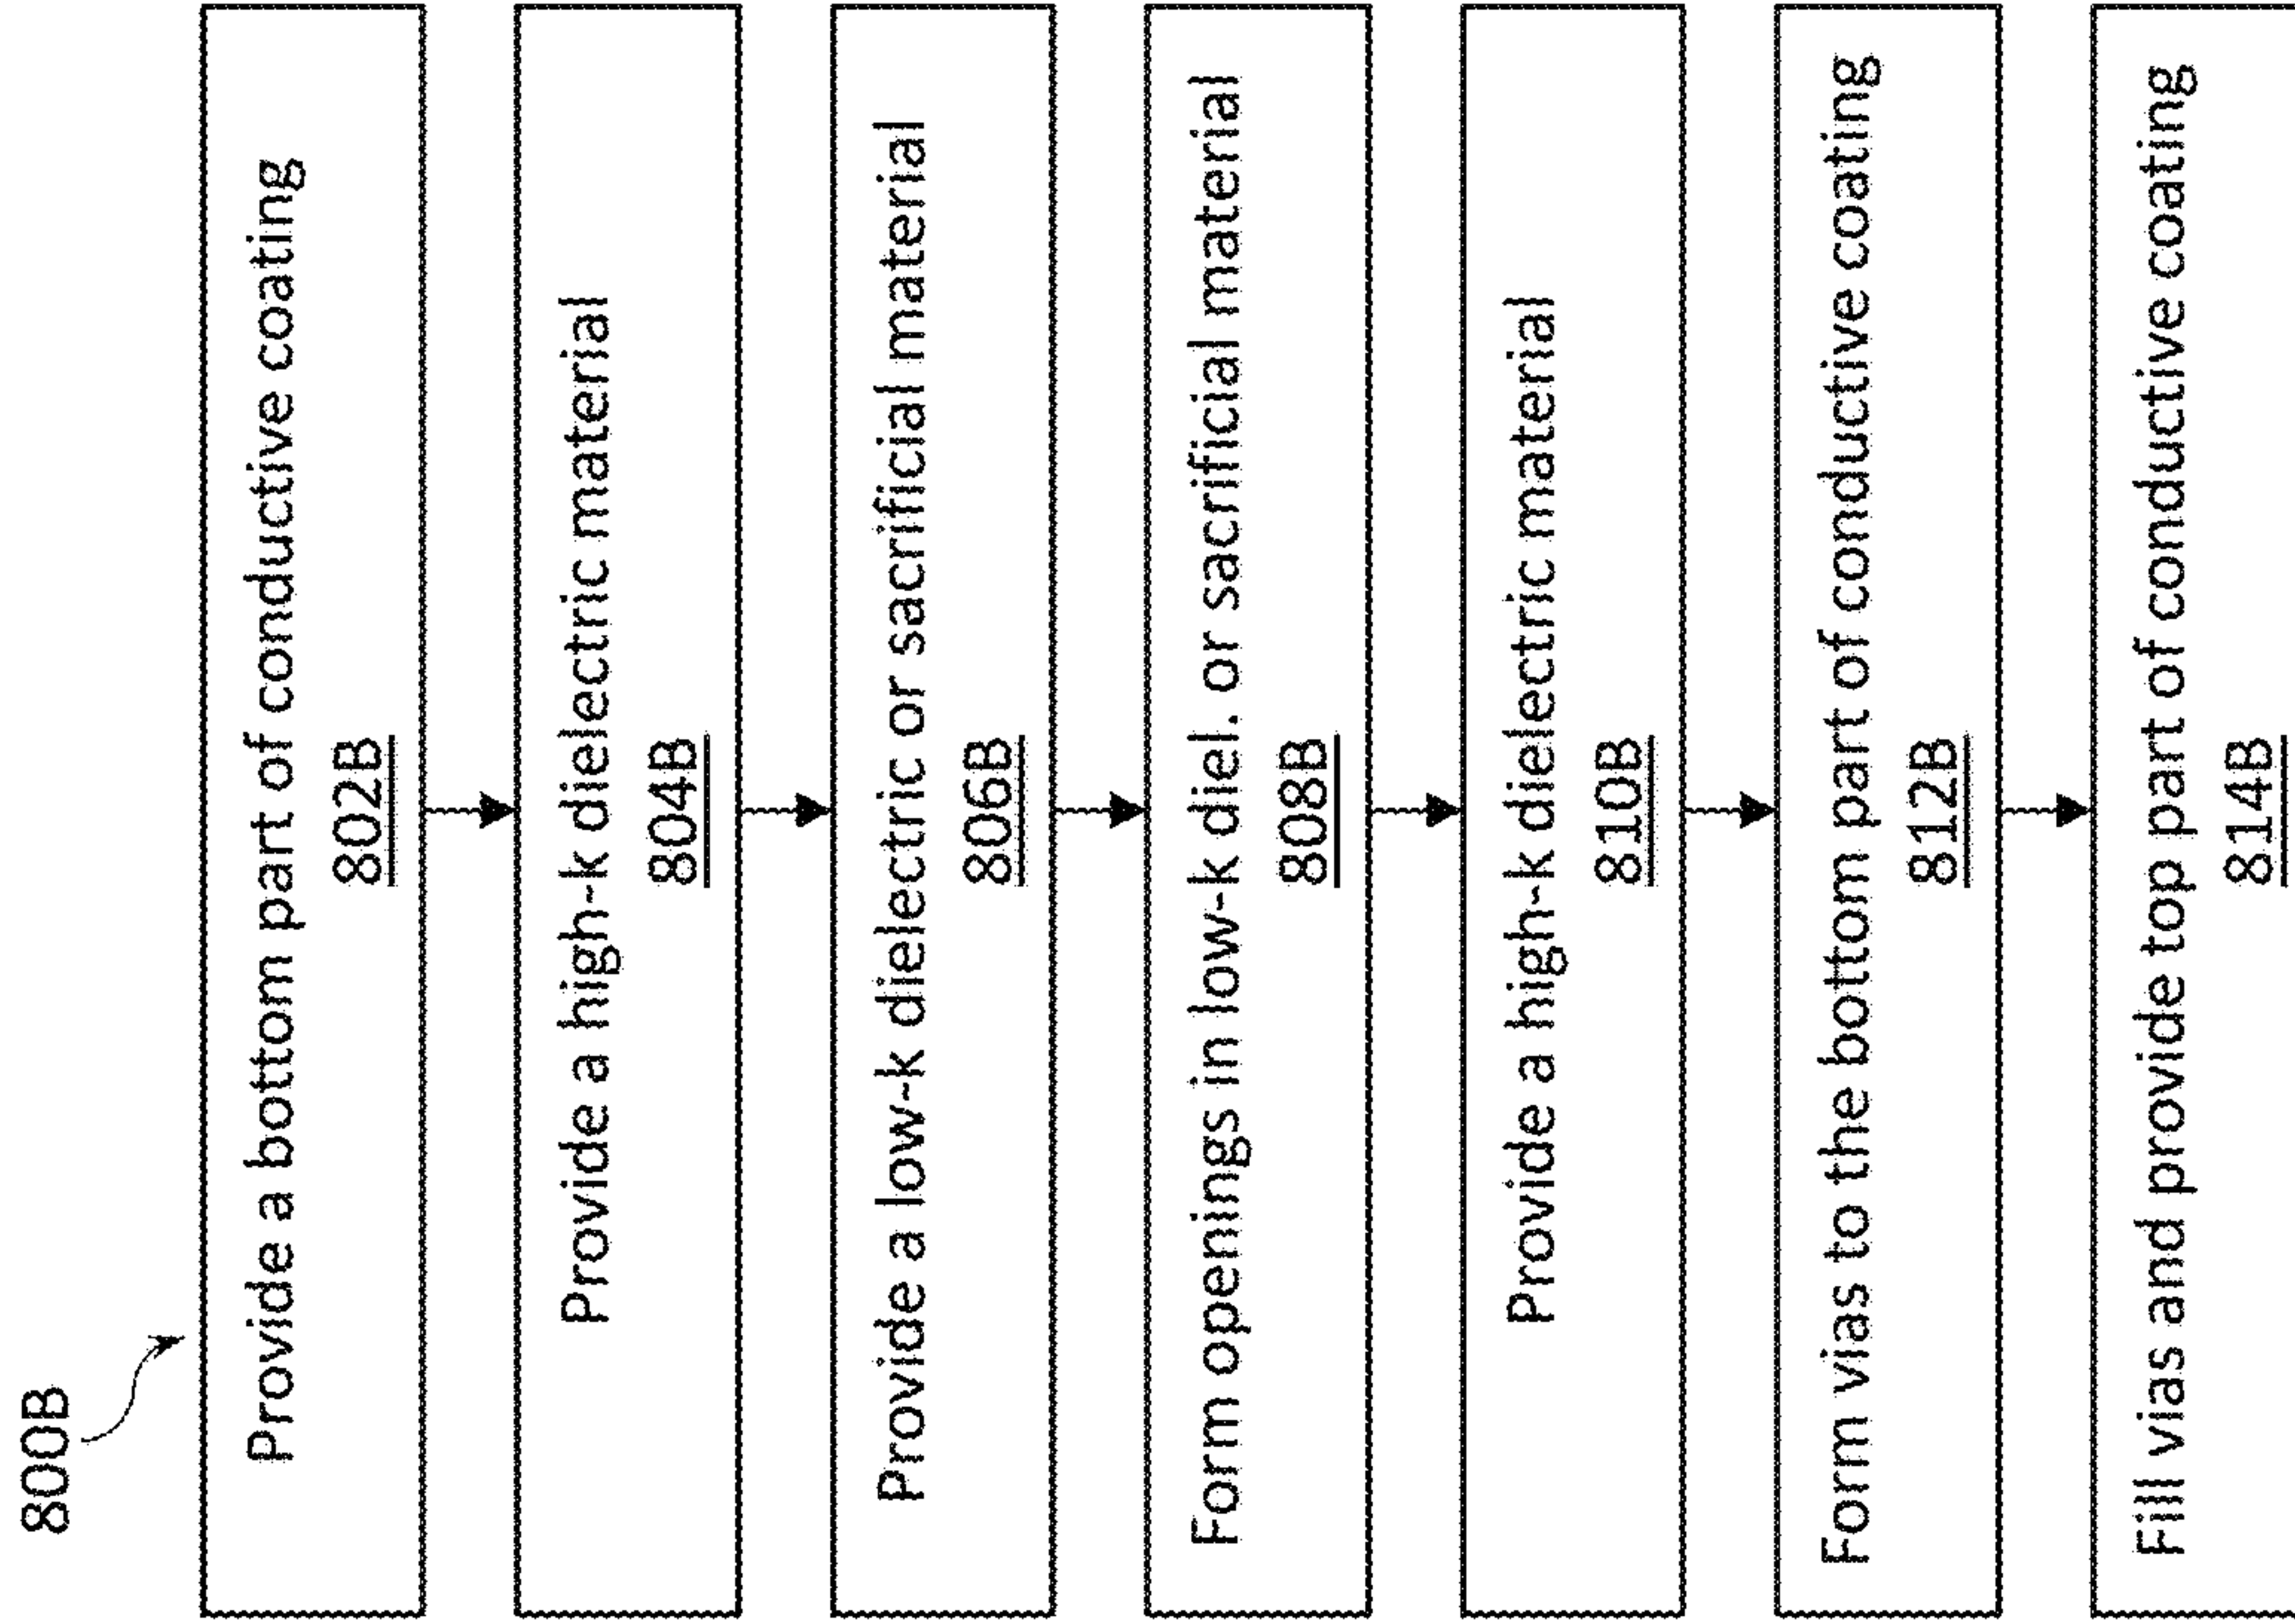 800B
Provide a bottom part of conductive coating
802B
Provide a high-k dielectric material
804B
Provide a low-k dielectric or sacrificial material
806B
Form openings in low-k diel. or sacrificial material
808B
Provide a high-k dielectric material
810B
Form vias to the bottom part of conductive coating
812B
Fill vias and provide top part of conductive coating
814B